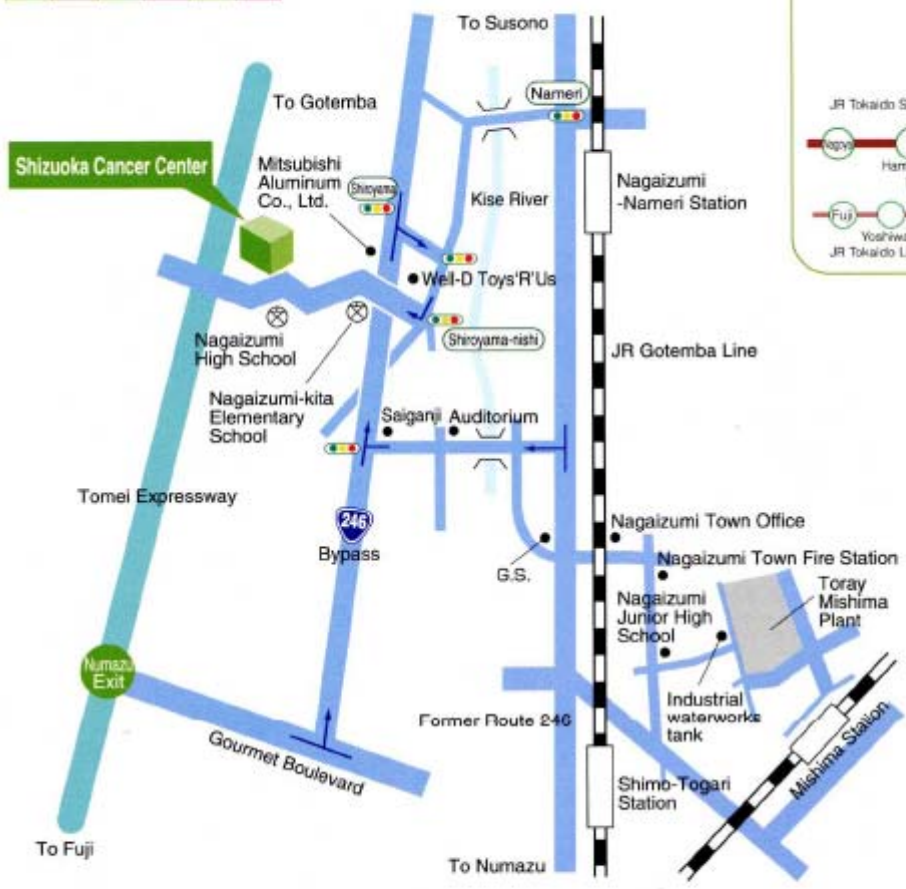 To Susono
To Gotemba
Nameri
JR Tokaido S
Nagoya
Ham
Fuji
Yoshiwa
JR Tokaido L
Shizuoka Cancer Center
Mitsubishi
Aluminum
Co., Ltd.
Shiroyama
Kise River
Nagaizumi
-Nameri Station
Well-D Toys'R'Us
Shiroyama-nishi
Nagaizumi
High School
JR Gotemba Line
Nagaizumi-kita
Elementary
School
Saiganji
Auditorium
Tomei Expressway
246
Bypass
G.S.
Nagaizumi Town Office
Nagaizumi Town Fire Station
Nagaizumi
Junior High
School
Toray
Mishima
Plant
Numazu
Exit
Industrial
waterworks
tank
Former Route 246
Gourmet Boulevard
Mishima Station
Shimo-Togari
Station
To Fuji
To Numazu